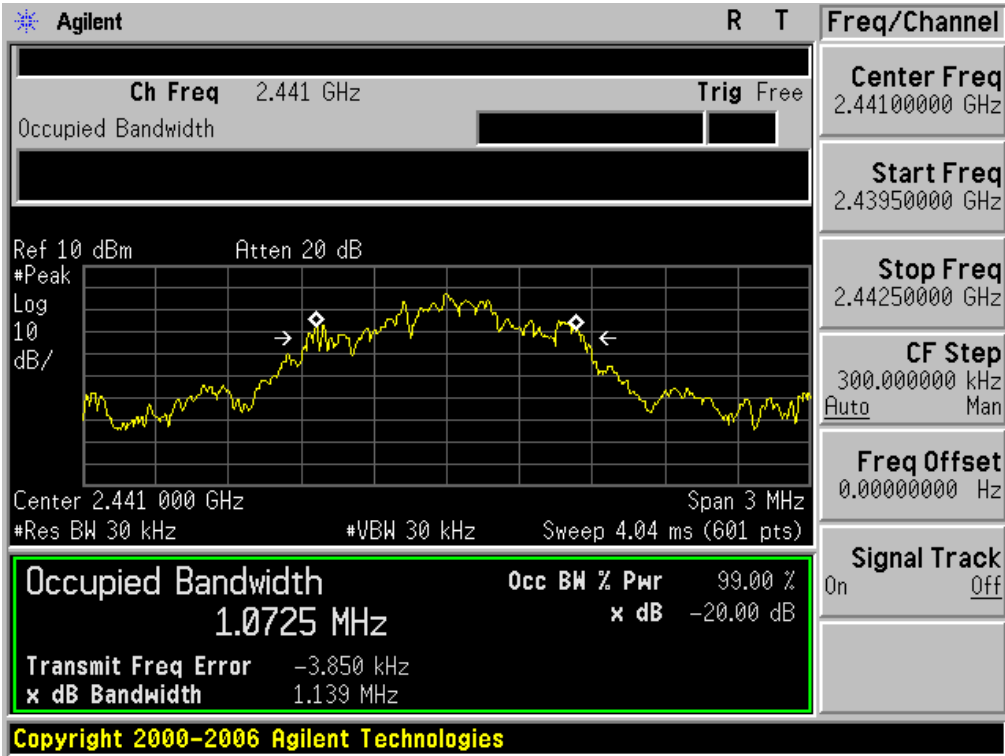 Agilent R T Freq/Channel
Ch Freq 2.441 GHz Trig Free
Occupied Bandwidth
Center Freq
2.44100000 GHz
Start Freq
2.43950000 GHz
Stop Freq
2.44250000 GHz
CF Step
300.000000 kHz
Auto Man
Freq Offset
0.00000000 Hz
Signal Track
On Off
Ref 10 dBm Atten 20 dB
#Peak
Log
10
dB/
Center 2.441 000 GHz Span 3 MHz
#Res BW 30 kHz #VBW 30 kHz Sweep 4.04 ms (601 pts)
Occupied Bandwidth Occ BW % Pwr 99.00 %
1.0725 MHz x dB -20.00 dB
Transmit Freq Error -3.850 kHz
x dB Bandwidth 1.139 MHz
Copyright 2000-2006 Agilent Technologies